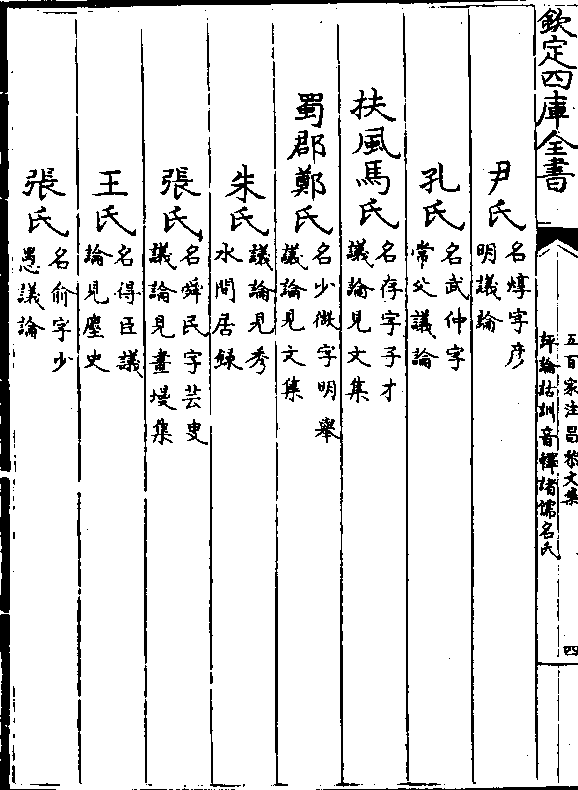 欽定四庫全書
五百家注昌黎文集
評論詁訓音釋諸儒名氏
四
尹氏名焞字彦明議論
孔氏名武仲字常父議論
扶風馬氏名存字子才議論見文集
蜀郡鄭氏名少微字明舉議論見文集
朱氏議論見秀水閒居録
張氏名舜民字芸叟議論見畫墁集
王氏名得臣議論見麈史
張氏名俞字少愚議論